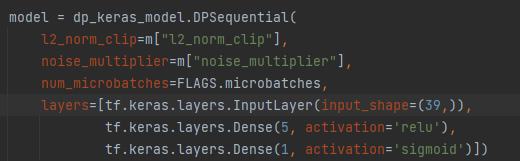 model = dp_keras_model.DPSequential(
    l2_norm_clip=m["l2_norm_clip"],
    noise_multiplier=m["noise_multiplier"],
    num_microbatches=FLAGS.microbatches,
    layers=[tf.keras.layers.InputLayer(input_shape=(39,)),
            tf.keras.layers.Dense(5, activation='relu'),
            tf.keras.layers.Dense(1, activation='sigmoid')])